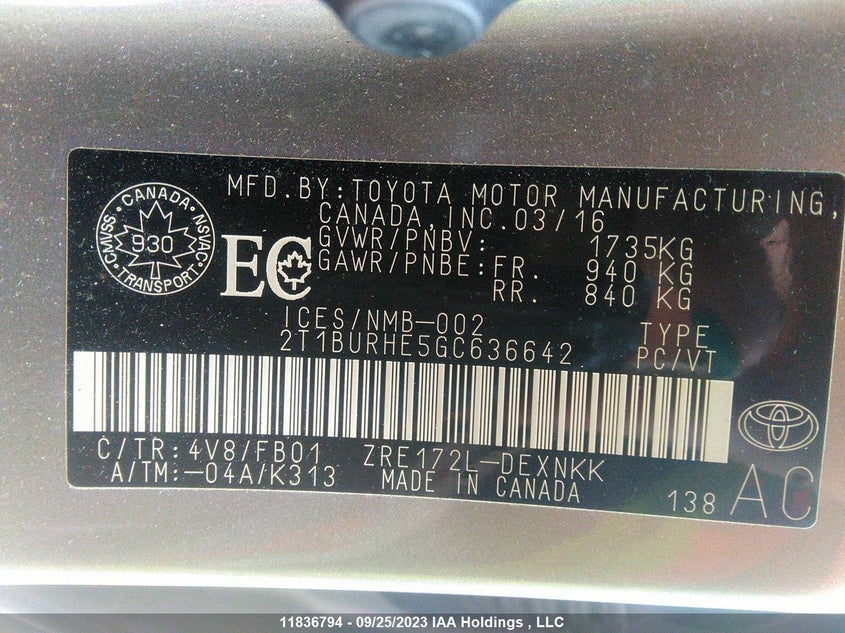 MFD.BY:TOYOTA MOTOR MANUFACTURING,
CANADA,INC.03/16
GVWR/PNBV: 1735KG
GAWR/PNBE:FR. 940 KG
RR. 840 KG
CANADA
CMVSS · NSVAC
930
TRANSPORT
EC
ICES/NMB-002
2T1BURHE5GC636642
TYPE
PC/VT
C/TR:4V8/FB01 ZRE172L-DEXNKK
A/TM:-04A/K313 MADE IN CANADA
138 AC
11836794 - 09/25/2023 IAA Holdings , LLC